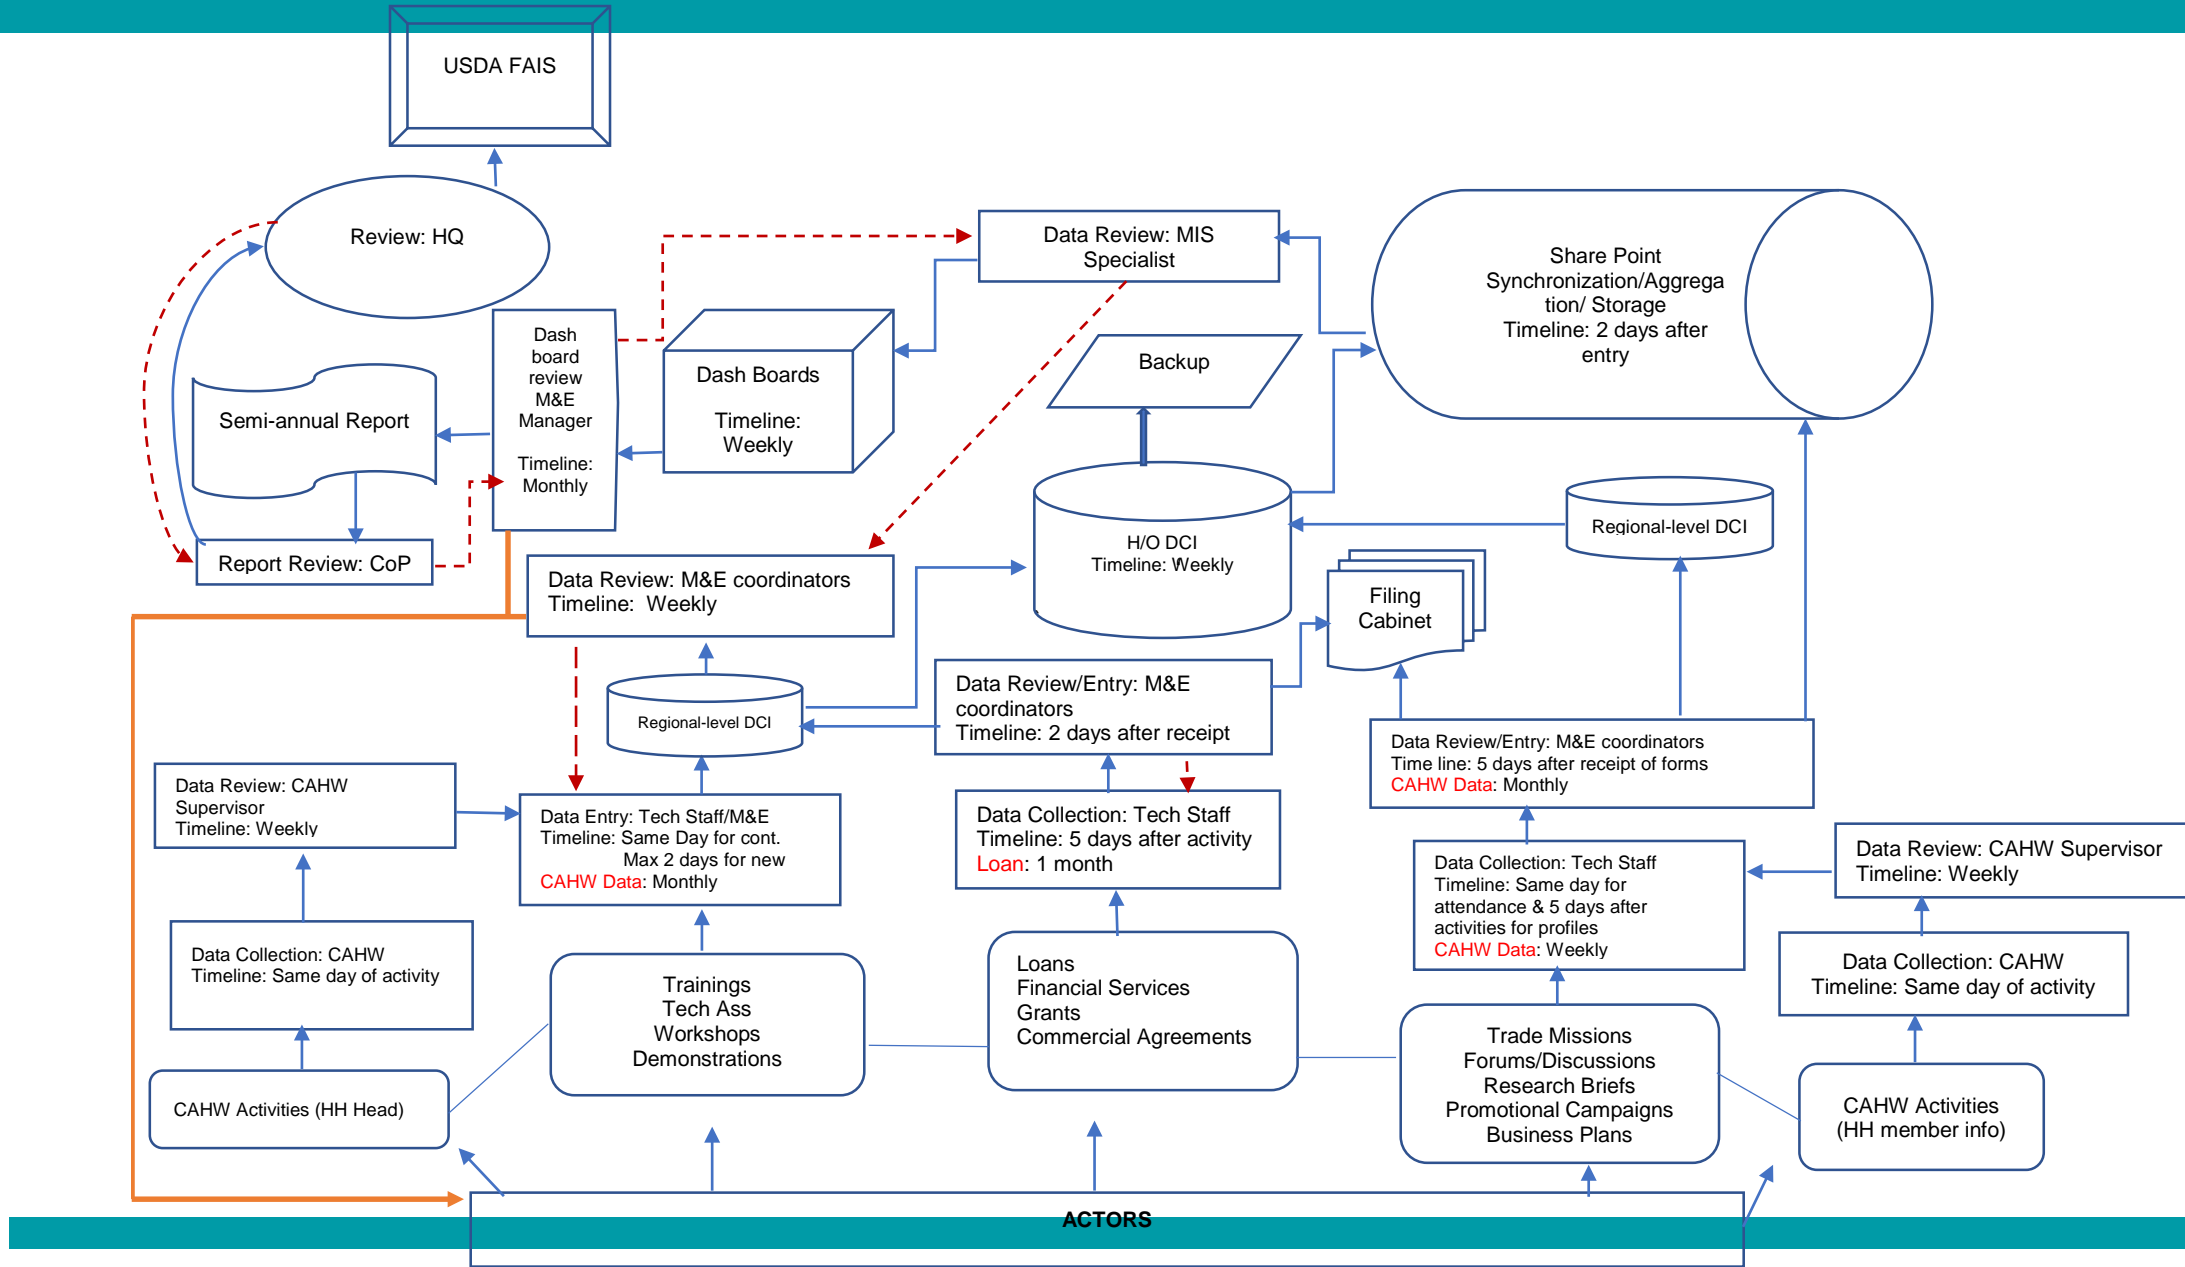 USDA FAIS
Review: HQ
Data Review: MIS
Specialist
Share Point
Synchronization/Aggrega
tion/ Storage
Timeline: 2 days after
entry
Dash
board
review
M&E
Manager
Timeline:
Monthly
Dash Boards
Timeline:
Weekly
Backup
Semi-annual Report
Report Review: CoP
Data Review: M&E coordinators
Timeline:  Weekly
H/O DCI
Timeline: Weekly
Regional-level DCI
Filing
Cabinet
Regional-level DCI
Data Review/Entry: M&E
coordinators
Timeline: 2 days after receipt
Data Review/Entry: M&E coordinators
Time line: 5 days after receipt of forms
CAHW Data: Monthly
Data Review: CAHW
Supervisor
Timeline: Weekly
Data Entry: Tech Staff/M&E
Timeline: Same Day for cont.
Max 2 days for new
CAHW Data: Monthly
Data Collection: Tech Staff
Timeline: 5 days after activity
Loan: 1 month
Data Collection: Tech Staff
Timeline: Same day for
attendance & 5 days after
activities for profiles
CAHW Data: Weekly
Data Review: CAHW Supervisor
Timeline: Weekly
Data Collection: CAHW
Timeline: Same day of activity
Data Collection: CAHW
Timeline: Same day of activity
Trainings
Tech Ass
Workshops
Demonstrations
Loans
Financial Services
Grants
Commercial Agreements
Trade Missions
Forums/Discussions
Research Briefs
Promotional Campaigns
Business Plans
CAHW Activities (HH Head)
CAHW Activities
(HH member info)
ACTORS